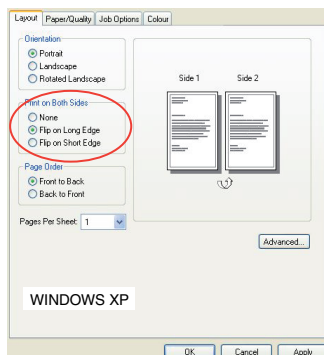 Layout Paper/Quality Job Options Colour
Orientation
Portrait
Landscape
Rotated Landscape
Print on Both Sides
None
Flip on Long Edge
Flip on Short Edge
Page Order
Front to Back
Back to Front
Pages Per Sheet: 1
Side 1 Side 2
Advanced...
WINDOWS XP
OK Cancel Apply